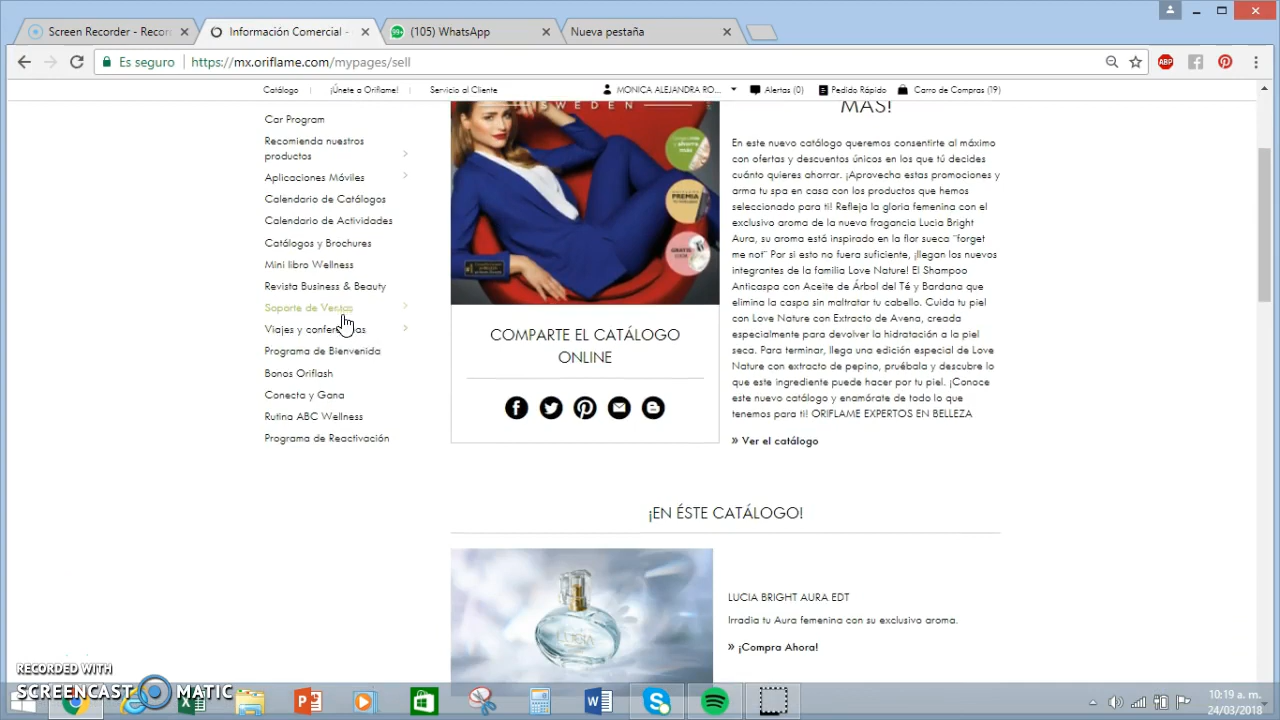 Screen Recorder - Recor
Información Comercial -
(105) WhatsApp
Nueva pestaña
Es seguro
https://mx.oriflame.com/mypages/sell
ABP
Catálogo
¡Únete a Oriflame!
Servicio al Cliente
MONICA ALEJANDRA RO...
Alertas (0)
Pedido Rápido
Carro de Compras (19)
Car Program
Recomienda nuestros
productos
Aplicaciones Móviles
Calendario de Catálogos
Calendario de Actividades
Catálogos y Brochures
Mini libro Wellness
Revista Business & Beauty
Soporte de Ventas
Viajes y conferencias
Programa de Bienvenida
Bonos Oriflash
Conecta y Gana
Rutina ABC Wellness
Programa de Reactivación
SWEDEN
PREMIA
GRATIS
COMPARTE EL CATÁLOGO
ONLINE
MÁS!
En este nuevo catálogo queremos consentirte al máximo
con ofertas y descuentos únicos en los que tú decides
cuánto quieres ahorrar. ¡Aprovecha estas promociones y
arma tu spa en casa con los productos que hemos
seleccionado para ti! Refleja la gloria femenina con el
exclusivo aroma de la nueva fragancia Lucia Bright
Aura, su aroma está inspirado en la flor sueca "forget
me not" Por si esto no fuera suficiente, ¡llegan los nuevos
integrantes de la familia Love Nature! El Shampoo
Anticaspa con Aceite de Árbol del Té y Bardana que
elimina la caspa sin maltratar tu cabello. Cuida tu piel
con Love Nature con Extracto de Avena, creada
especialmente para devolver la hidratación a la piel
seca. Para terminar, llega una edición especial de Love
Nature con extracto de pepino, pruébala y descubre lo
que este ingrediente puede hacer por tu piel. ¡Conoce
este nuevo catálogo y enamórate de todo lo que
tenemos para ti! ORIFLAME EXPERTOS EN BELLEZA
» Ver el catálogo
¡EN ÉSTE CATÁLOGO!
LUCIA
LUCIA BRIGHT AURA EDT
Irradia tu Aura femenina con su exclusivo aroma.
» ¡Compra Ahora!
RECORDED WITH
SCREENCAST MATIC
10:19 a. m.
24/03/2018